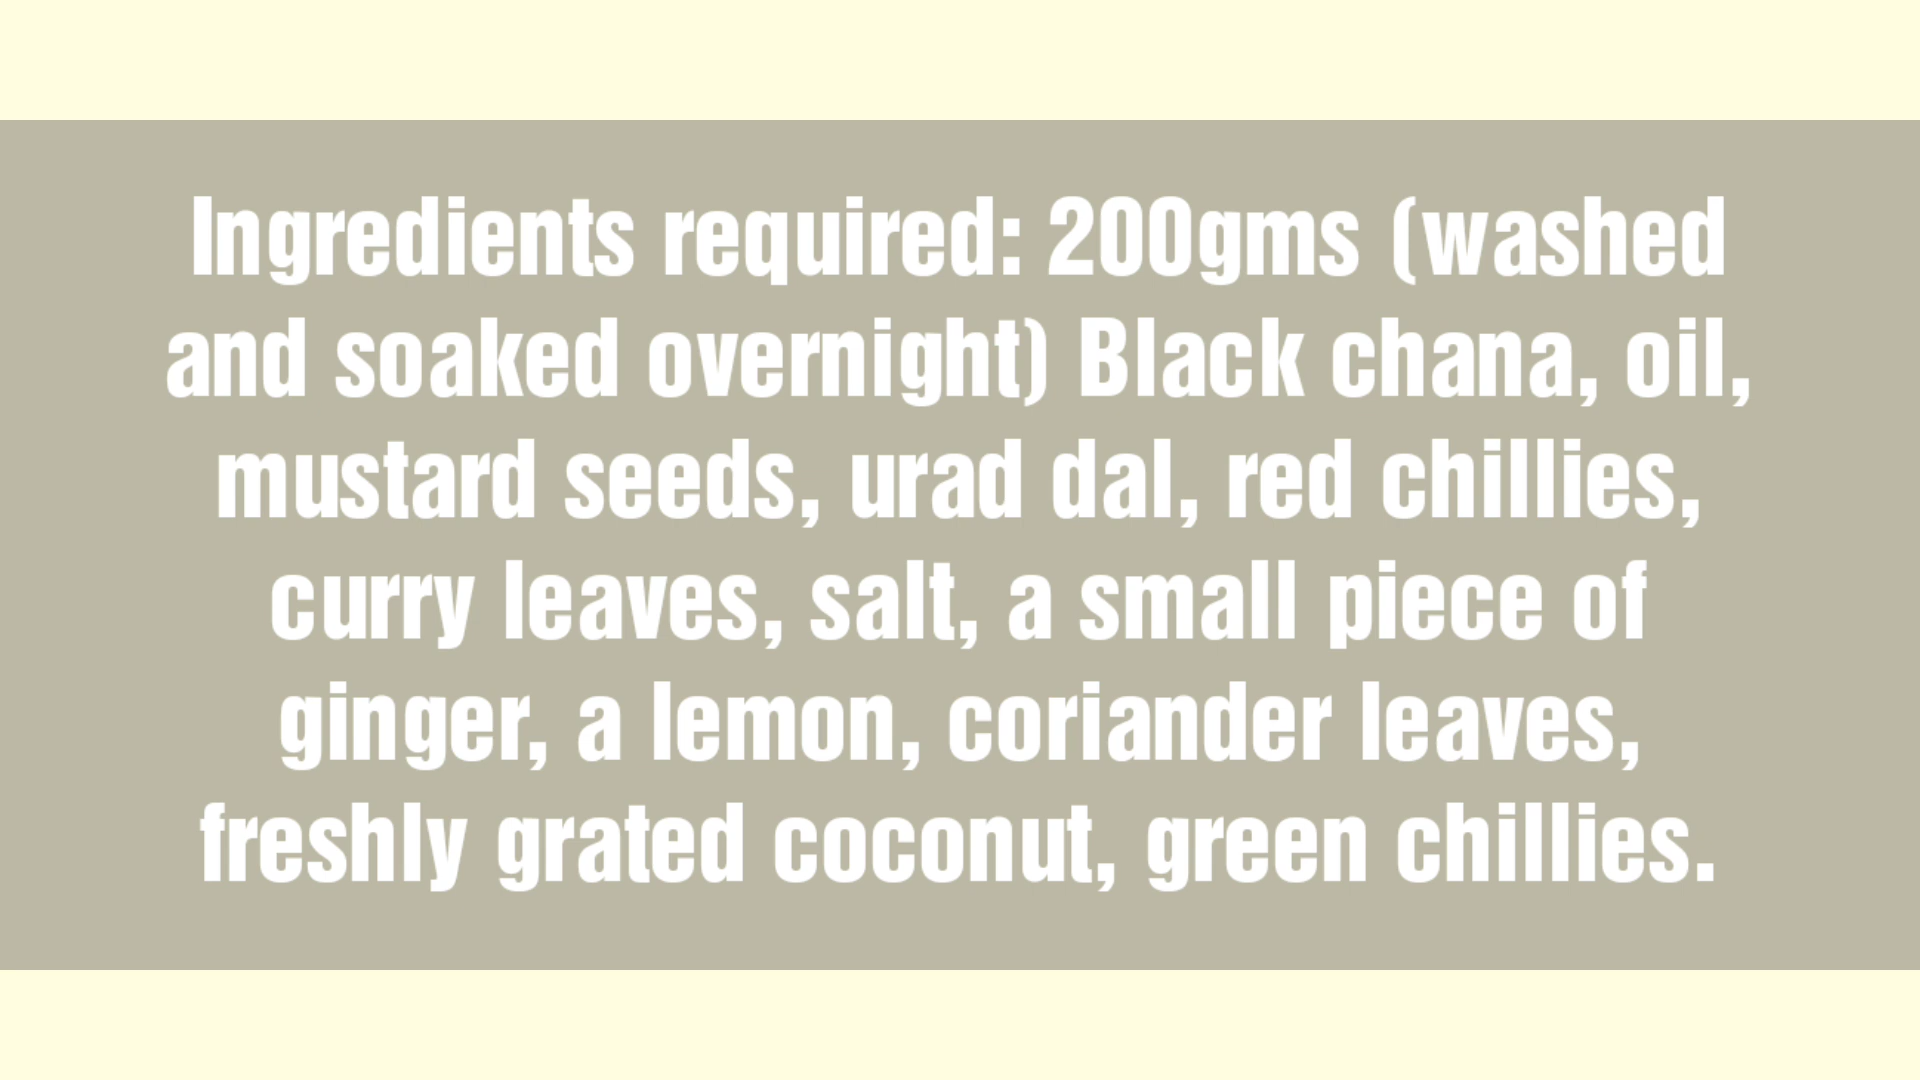 Ingredients required: 200gms (washed
and soaked overnight) Black chana, oil,
mustard seeds, urad dal, red chillies,
curry leaves, salt, a small piece of
ginger, a lemon, coriander leaves,
freshly grated coconut, green chillies.